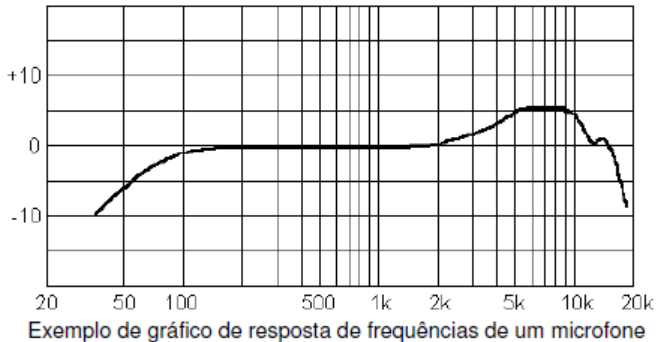 +10
0
-10
20 50 100 500 1k 2k 5k 10k 20k
Exemplo de gráfico de resposta de frequências de um microfone